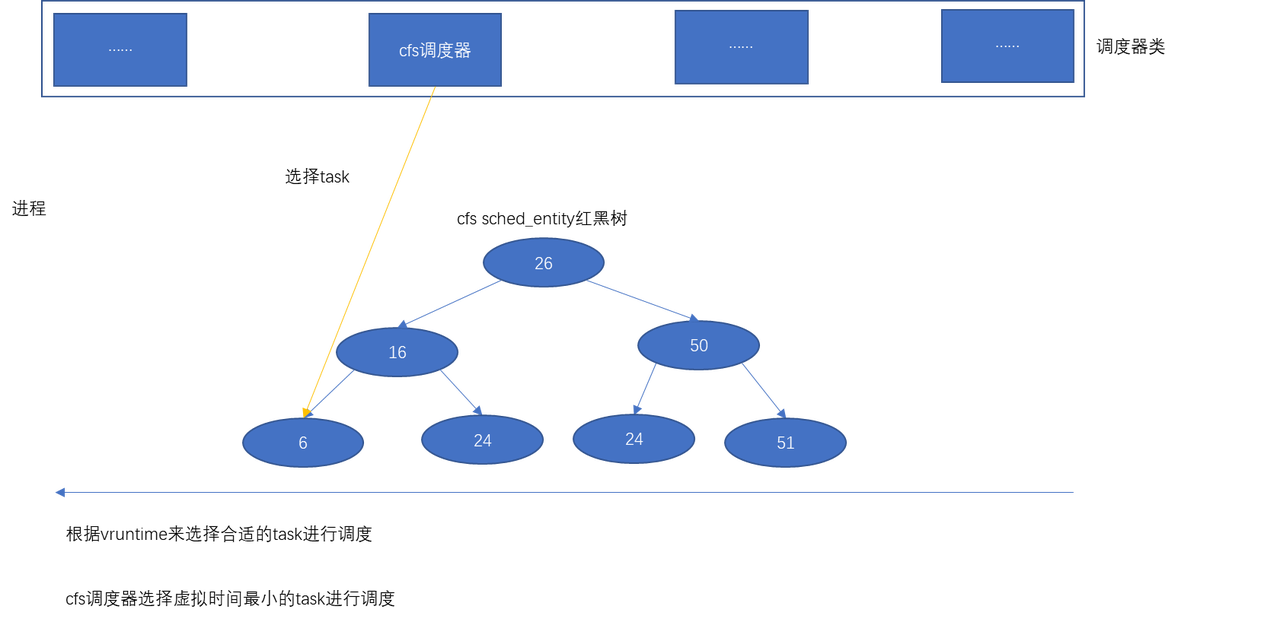 ……
cfs调度器
……
……
调度器类
选择task
进程
cfs sched_entity红黑树
26
16
50
6
24
24
51
根据vruntime来选择合适的task进行调度
cfs调度器选择虚拟时间最小的task进行调度